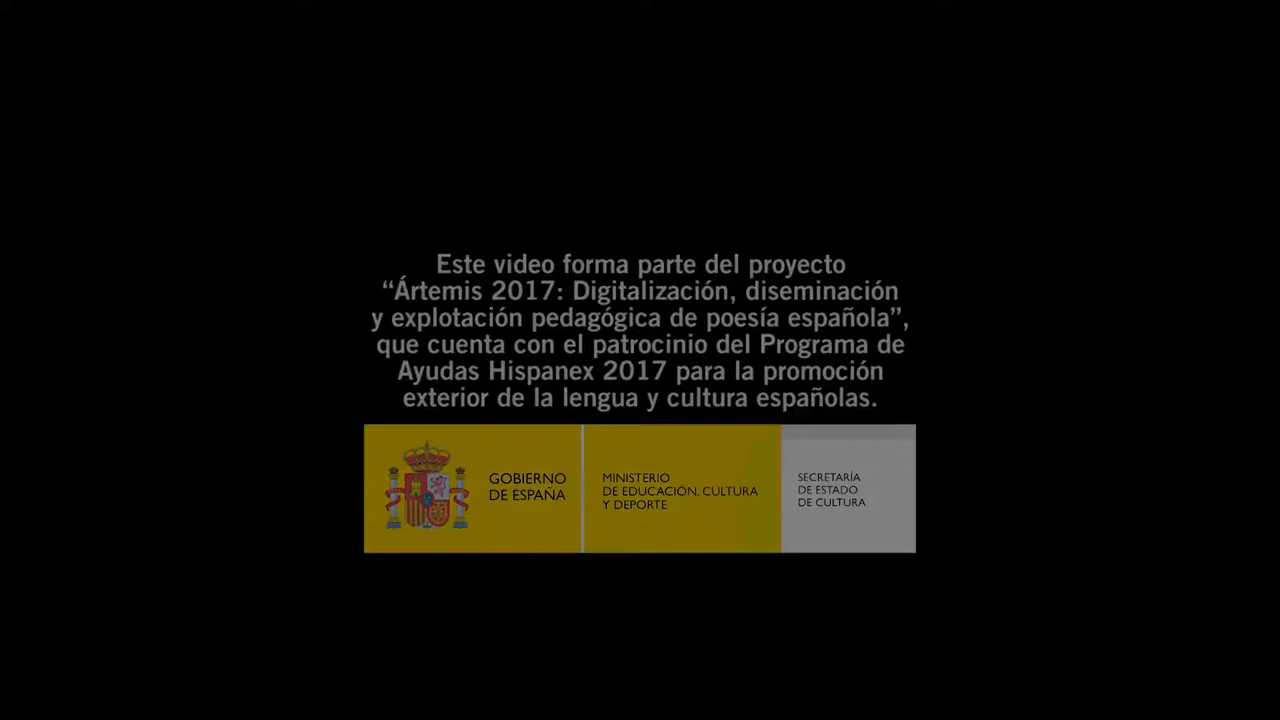 Este video forma parte del proyecto
“Ártemis 2017: Digitalización, diseminación
y explotación pedagógica de poesía española”,
que cuenta con el patrocinio del Programa de
Ayudas Hispanex 2017 para la promoción
exterior de la lengua y cultura españolas.
GOBIERNO
DE ESPAÑA
MINISTERIO
DE EDUCACIÓN, CULTURA
Y DEPORTE
SECRETARÍA
DE ESTADO
DE CULTURA